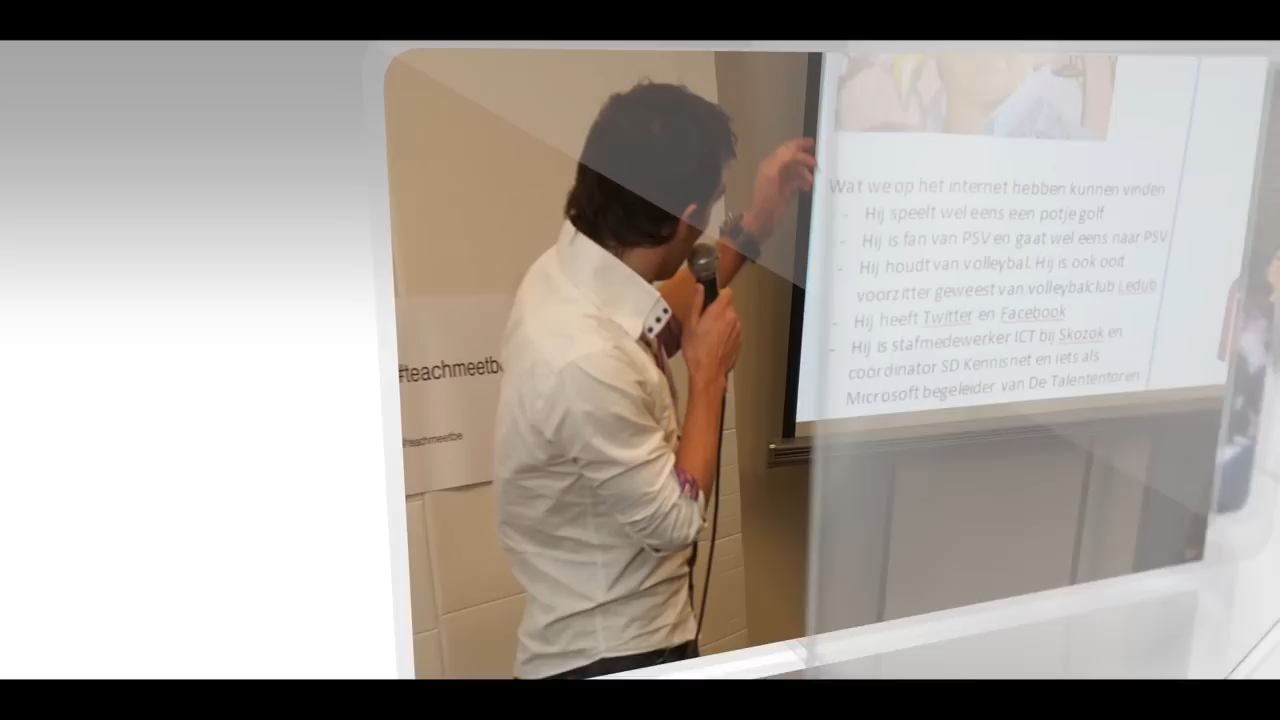 #teachmeetb
#teachmeetbe
Wat we op het internet hebben kunnen vinden
- Hij speelt wel eens een potje golf
- Hij is fan van PSV en gaat wel eens naar PSV
- Hij houdt van volleybal. Hij is ook ooit
voorzitter geweest van volleybalclub Ledub
- Hij heeft Twitter en Facebook
- Hij is stafmedewerker ICT bij Skozok en
coördinator SD Kennisnet en iets als
Microsoft begeleider van De Talententoren